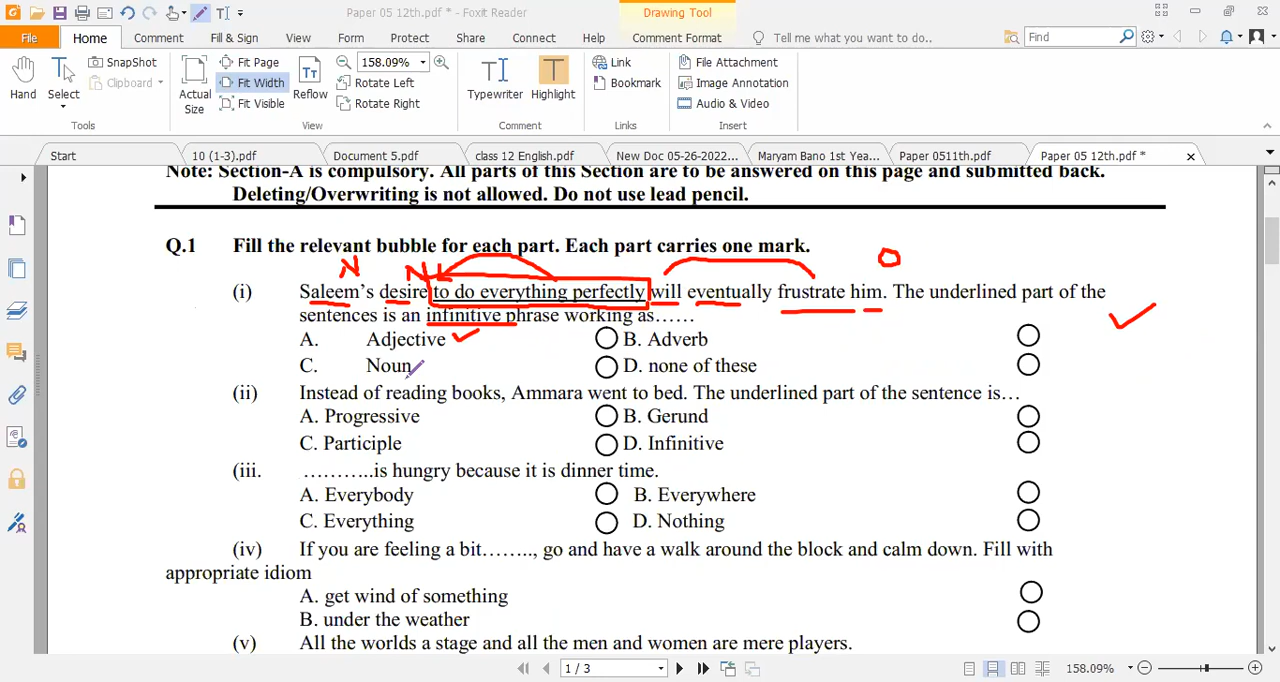 Paper 05 12th.pdf * - Foxit Reader
Drawing Tool
File
Home
Comment
Fill & Sign
View
Form
Protect
Share
Connect
Help
Comment Format
Tell me what you want to do..
Find
Hand
Select
SnapShot
Clipboard
Tools
Actual Size
Fit Page
Fit Width
Fit Visible
Reflow
158.09%
Rotate Left
Rotate Right
View
Typewriter
Highlight
Comment
Link
Bookmark
Links
File Attachment
Image Annotation
Audio & Video
Insert
Start
10 (1-3).pdf
Document 5.pdf
class 12 English.pdf
New Doc 05-26-2022...
Maryam Bano 1st Yea...
Paper 0511th.pdf
Paper 05 12th.pdf *
Note: Section-A is compulsory. All parts of this Section are to be answered on this page and submitted back.
Deleting/Overwriting is not allowed. Do not use lead pencil.
Q.1 Fill the relevant bubble for each part. Each part carries one mark.
N N O
(i) Saleem's desire to do everything perfectly will eventually frustrate him. The underlined part of the
sentences is an infinitive phrase working as……
A. Adjective B. Adverb
C. Noun D. none of these
(ii) Instead of reading books, Ammara went to bed. The underlined part of the sentence is…
A. Progressive B. Gerund
C. Participle D. Infinitive
(iii. ………..is hungry because it is dinner time.
A. Everybody B. Everywhere
C. Everything D. Nothing
(iv) If you are feeling a bit…….., go and have a walk around the block and calm down. Fill with
appropriate idiom
A. get wind of something
B. under the weather
(v) All the worlds a stage and all the men and women are mere players.
1 / 3
158.09%